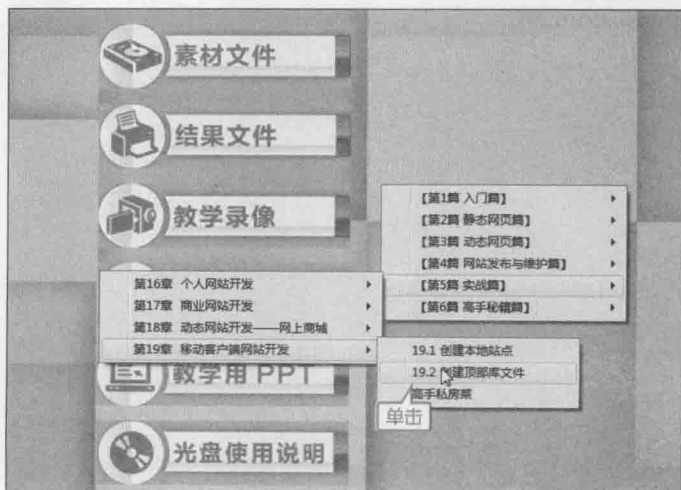 素材文件
结果文件
教学录像
【第1篇 入门篇】
【第2篇 静态网页篇】
【第3篇 动态网页篇】
【第4篇 网站发布与维护篇】
【第5篇 实战篇】
【第6篇 高手秘籍篇】
第16章 个人网站开发
第17章 商业网站开发
第18章 动态网站开发——网上商城
第19章 移动客户端网站开发
19.1 创建本地站点
19.2 创建顶部库文件
高手私房菜
单击
教学用 PPT
光盘使用说明